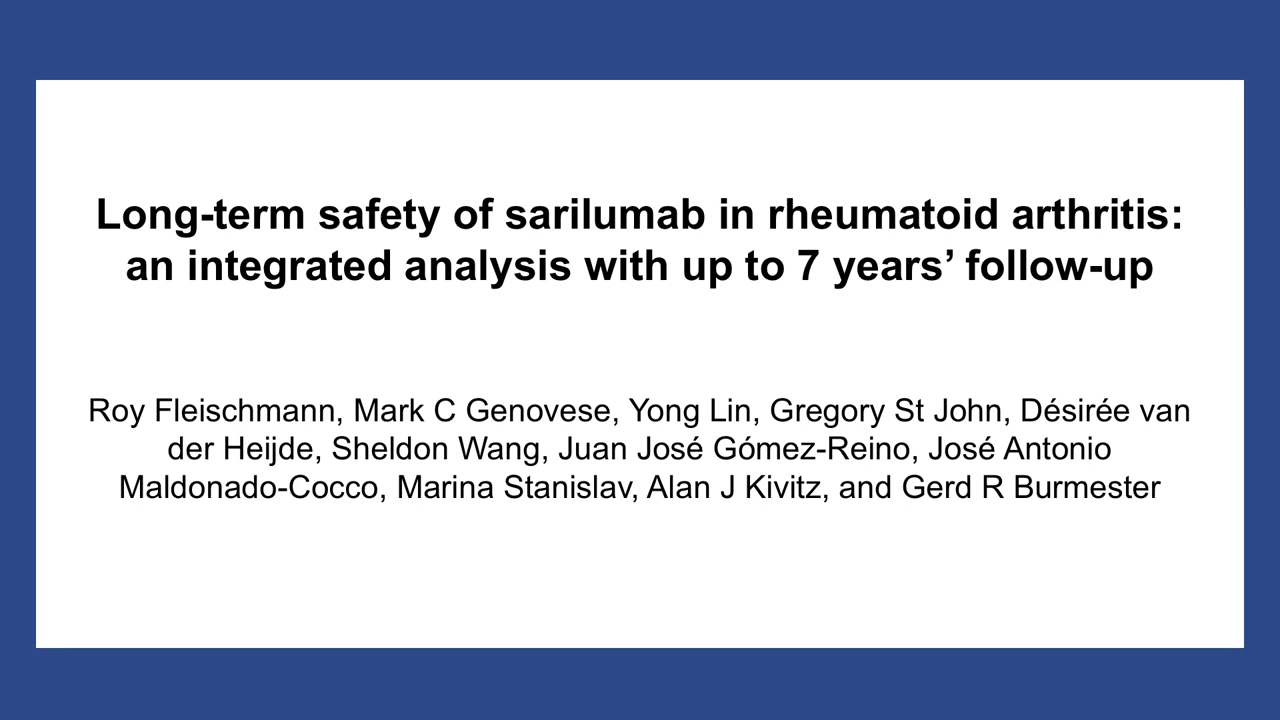 Long-term safety of sarilumab in rheumatoid arthritis:
an integrated analysis with up to 7 years’ follow-up
Roy Fleischmann, Mark C Genovese, Yong Lin, Gregory St John, Désirée van
der Heijde, Sheldon Wang, Juan José Gómez-Reino, José Antonio
Maldonado-Cocco, Marina Stanislav, Alan J Kivitz, and Gerd R Burmester